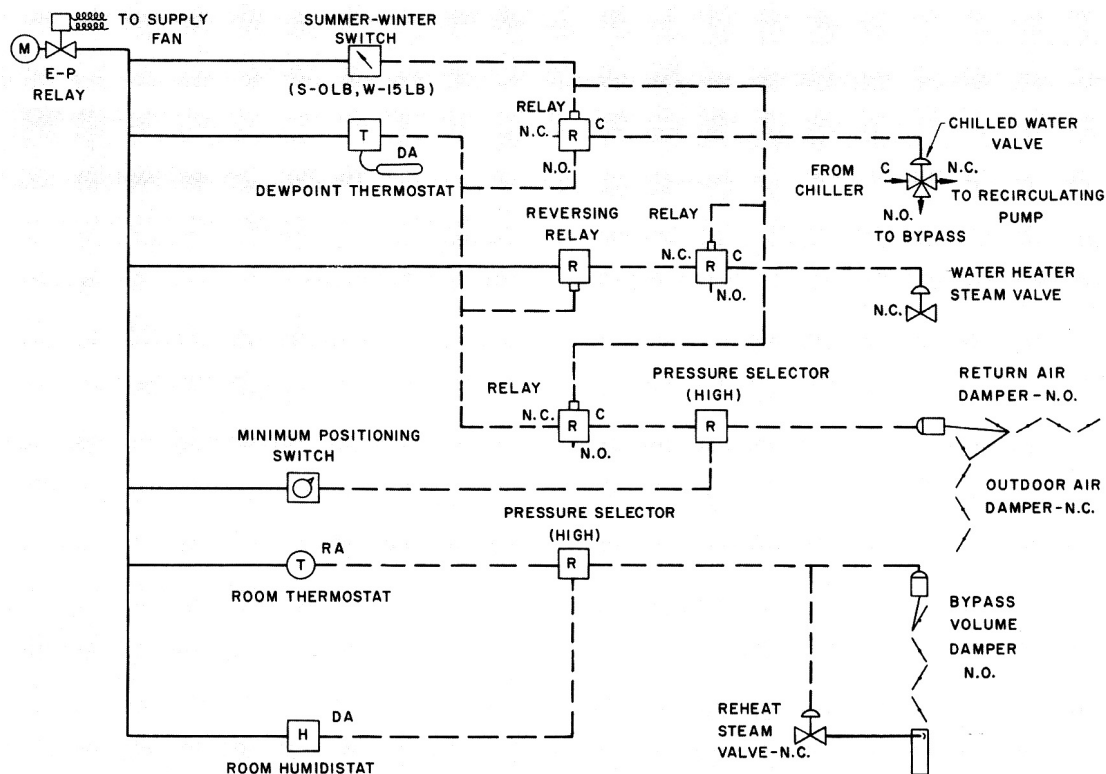 TO SUPPLY
FAN
M
E-P
RELAY
SUMMER-WINTER
SWITCH
(S-0LB, W-15LB)
RELAY
N.C.
R
C
N.O.
T
DA
DEWPOINT THERMOSTAT
CHILLED WATER
VALVE
FROM
CHILLER
C
N.C.
TO RECIRCULATING
PUMP
N.O.
TO BYPASS
REVERSING
RELAY
R
RELAY
N.C.
R
C
N.O.
WATER HEATER
STEAM VALVE
N.C.
RELAY
N.C.
R
C
N.O.
PRESSURE SELECTOR
(HIGH)
R
RETURN AIR
DAMPER-N.O.
OUTDOOR AIR
DAMPER-N.C.
MINIMUM POSITIONING
SWITCH
PRESSURE SELECTOR
(HIGH)
R
RA
T
ROOM THERMOSTAT
BYPASS
VOLUME
DAMPER
N.O.
DA
H
ROOM HUMIDISTAT
REHEAT
STEAM
VALVE-N.C.